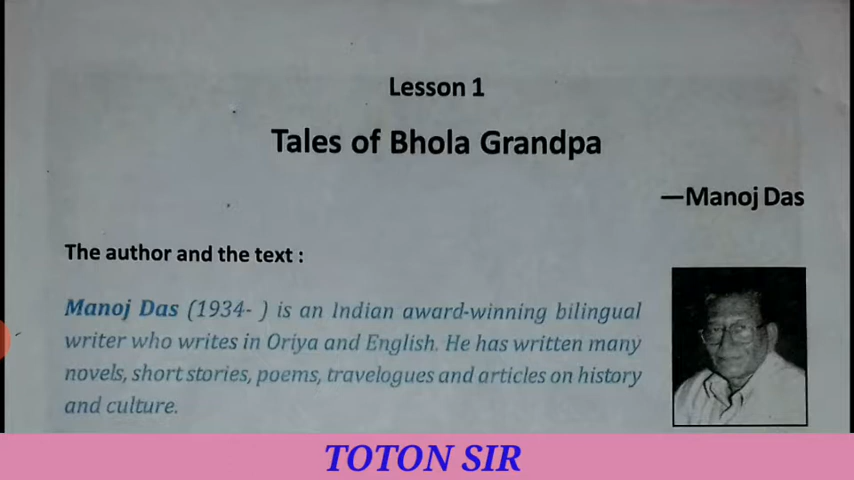 Lesson 1
Tales of Bhola Grandpa
—Manoj Das
The author and the text :
Manoj Das (1934- ) is an Indian award-winning bilingual
writer who writes in Oriya and English. He has written many
novels, short stories, poems, travelogues and articles on history
and culture.
TOTON SIR